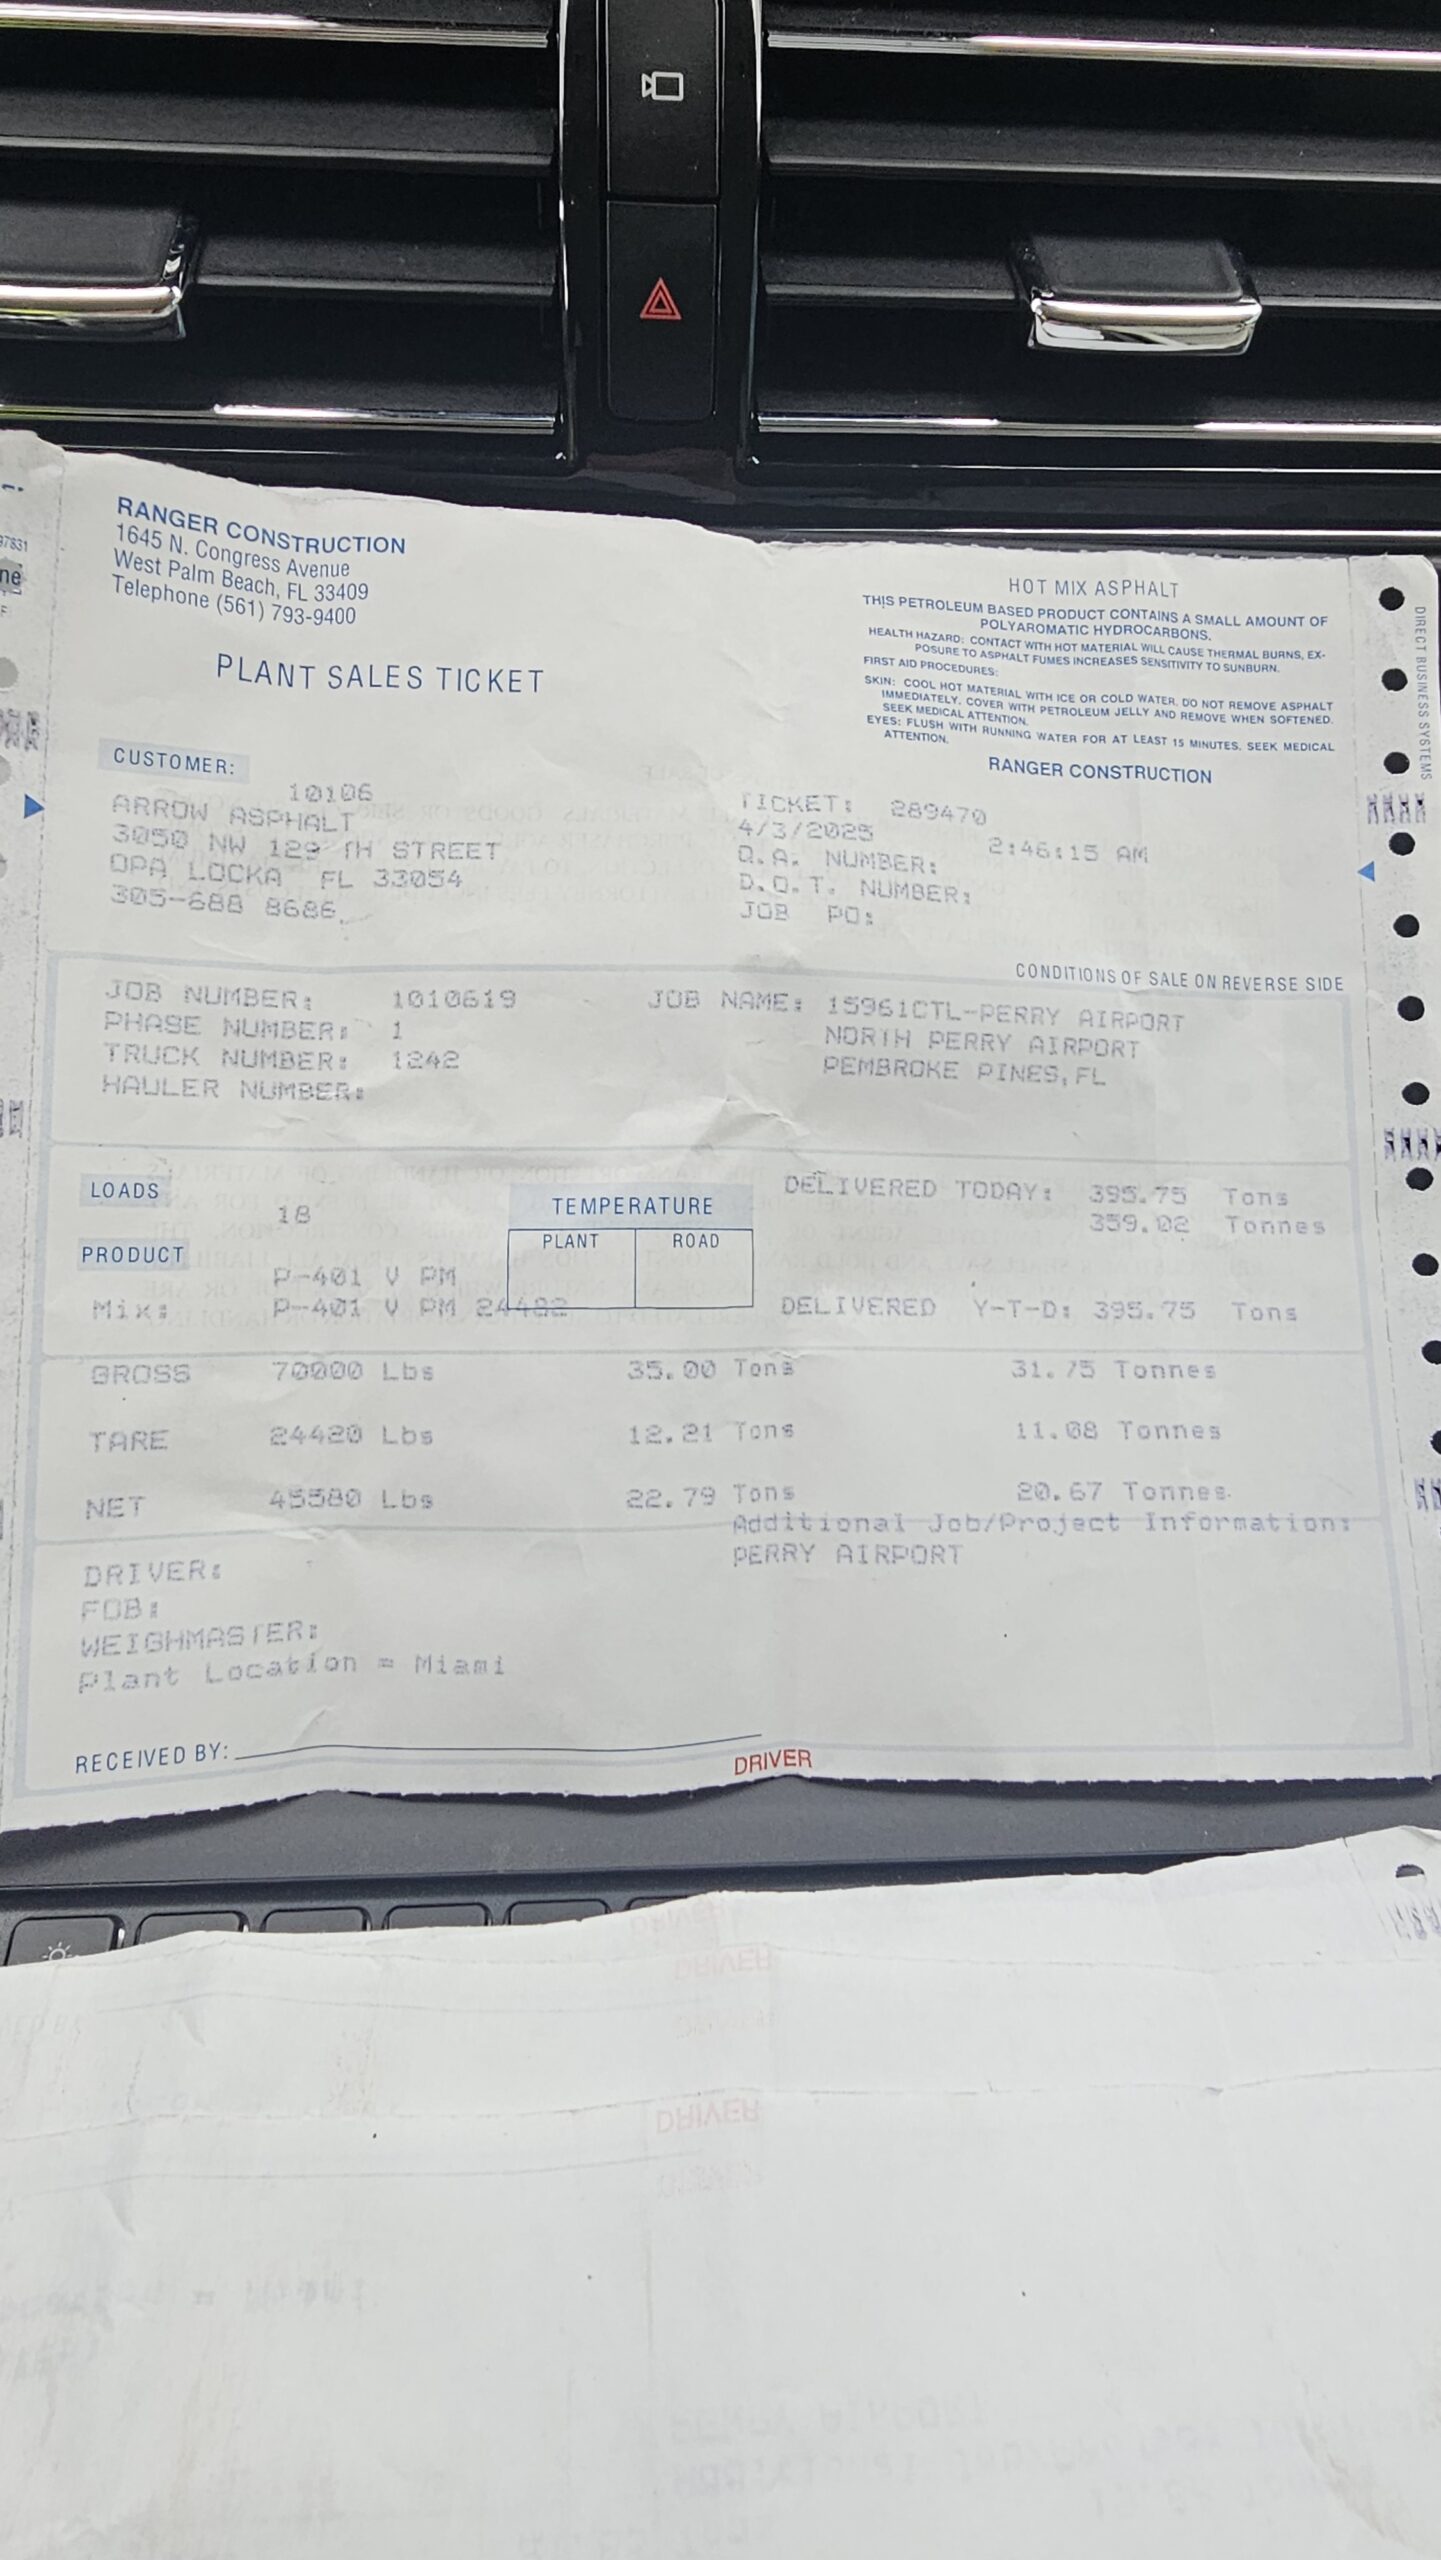 RANGER CONSTRUCTION
1645 N. Congress Avenue
West Palm Beach, FL 33409
Telephone (561) 793-9400
PLANT SALES TICKET
HOT MIX ASPHALT
THIS PETROLEUM BASED PRODUCT CONTAINS A SMALL AMOUNT OF
POLYAROMATIC HYDROCARBONS.
HEALTH HAZARD: CONTACT WITH HOT MATERIAL WILL CAUSE THERMAL BURNS, EX-
POSURE TO ASPHALT FUMES INCREASES SENSITIVITY TO SUNBURN.
FIRST AID PROCEDURES:
SKIN: COOL HOT MATERIAL WITH ICE OR COLD WATER. DO NOT REMOVE ASPHALT
IMMEDIATELY. COVER WITH PETROLEUM JELLY AND REMOVE WHEN SOFTENED.
SEEK MEDICAL ATTENTION.
EYES: FLUSH WITH RUNNING WATER FOR AT LEAST 15 MINUTES. SEEK MEDICAL
ATTENTION.
RANGER CONSTRUCTION
DIRECT BUSINESS SYSTEMS
CUSTOMER:
10106
ARROW ASPHALT
3050 NW 129 TH STREET
OPA LOCKA FL 33054
305-688 8686
TICKET: 289470
4/3/2025 2:46:15 AM
Q.A. NUMBER:
D.O.T. NUMBER:
JOB PO:
CONDITIONS OF SALE ON REVERSE SIDE
JOB NUMBER: 1010619
PHASE NUMBER: 1
TRUCK NUMBER: 1242
HAULER NUMBER:
JOB NAME: 15961CTL-PERRY AIRPORT
NORTH PERRY AIRPORT
PEMBROKE PINES, FL
LOADS
18
PRODUCT
P-401 V PM
Mix: P-401 V PM 24482
TEMPERATURE
PLANT ROAD
DELIVERED TODAY: 395.75 Tons
359.02 Tonnes
DELIVERED Y-T-D: 395.75 Tons
GROSS 70000 Lbs 35.00 Tons 31.75 Tonnes
TARE 24420 Lbs 12.21 Tons 11.08 Tonnes
NET 45580 Lbs 22.79 Tons 20.67 Tonnes
Additional Job/Project Information:
PERRY AIRPORT
DRIVER:
FOB:
WEIGHMASTER:
Plant Location = Miami
RECEIVED BY:
DRIVER